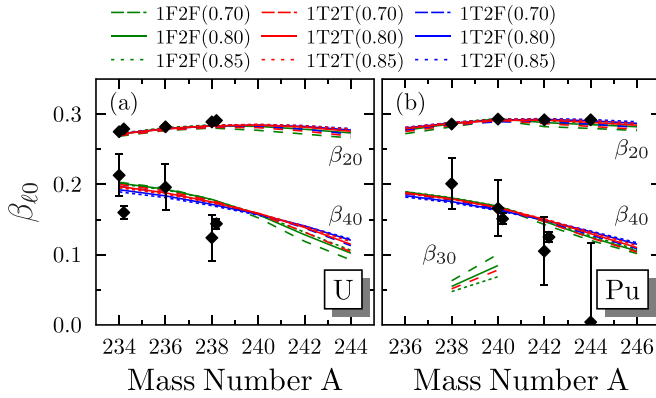 1F2F(0.70) 1T2T(0.70) 1T2F(0.70)
1F2F(0.80) 1T2T(0.80) 1T2F(0.80)
1F2F(0.85) 1T2T(0.85) 1T2F(0.85)
(a) (b)
0.3
0.2
0.1
0.0
β_{ℓ0}
β₂₀ β₂₀
β₄₀ β₄₀
β₃₀
U Pu
234 236 238 240 242 244 236 238 240 242 244 246
Mass Number A Mass Number A